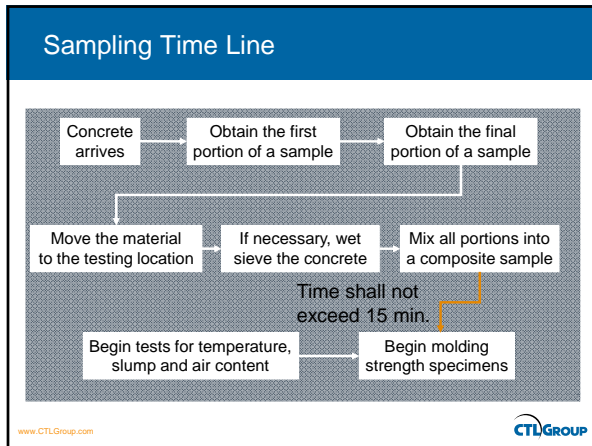 Sampling Time Line
Concrete
arrives
Obtain the first
portion of a sample
Obtain the final
portion of a sample
Move the material
to the testing location
If necessary, wet
sieve the concrete
Mix all portions into
a composite sample
Time shall not
exceed 15 min.
Begin tests for temperature,
slump and air content
Begin molding
strength specimens
www.CTLGroup.com
CTLGROUP